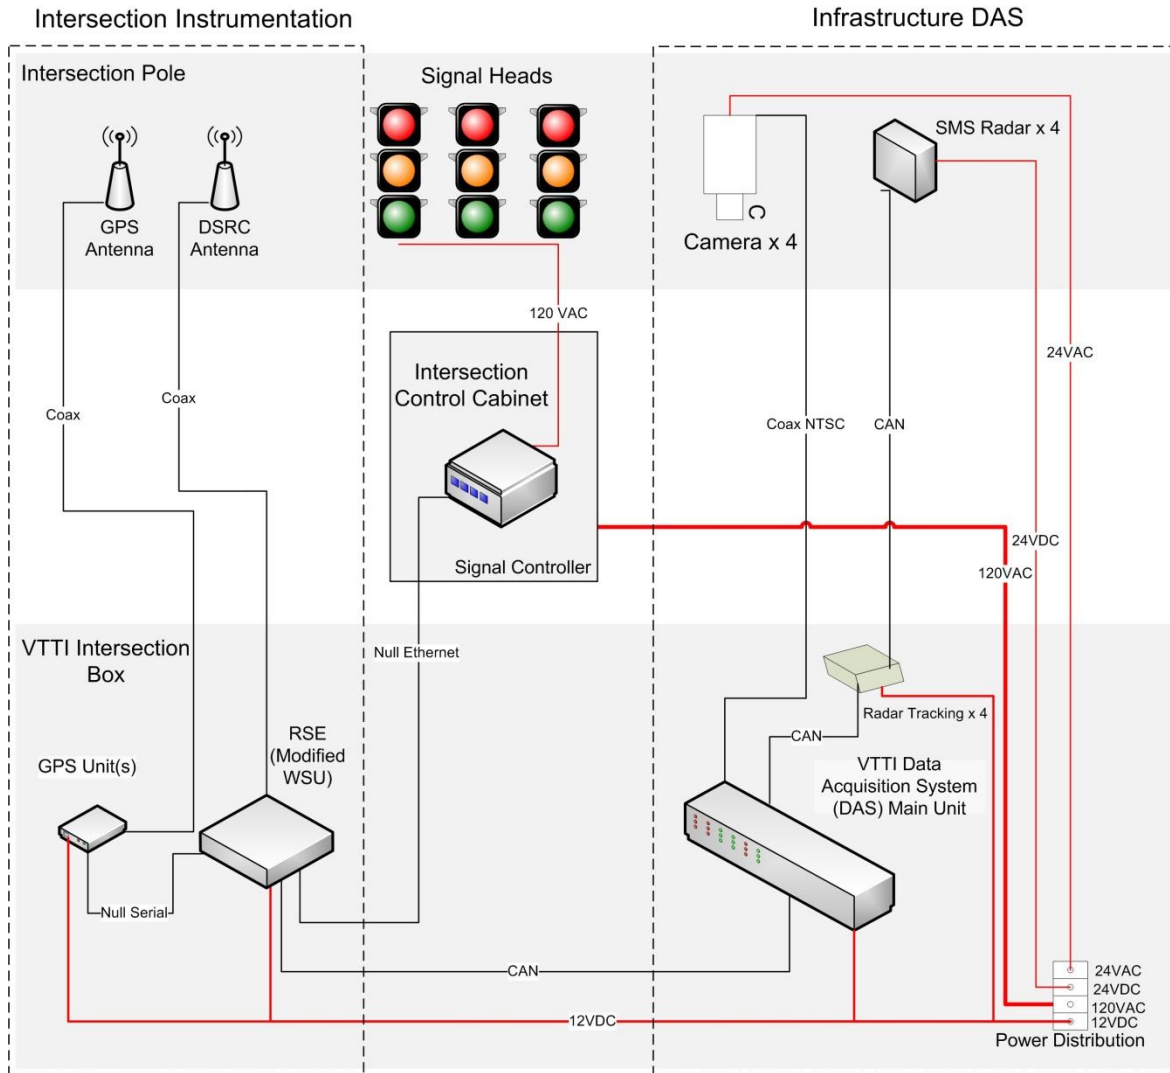 Intersection Instrumentation
Infrastructure DAS
Intersection Pole
Signal Heads
SMS Radar x 4
GPS
Antenna
DSRC
Antenna
C
Camera x 4
120 VAC
24VAC
Intersection
Control Cabinet
Coax
Coax
Coax NTSC
CAN
24VDC
Signal Controller
120VAC
VTTI Intersection
Box
Null Ethernet
Radar Tracking x 4
RSE
(Modified
WSU)
CAN
GPS Unit(s)
VTTI Data
Acquisition System
(DAS) Main Unit
Null Serial
CAN
24VAC
24VDC
120VAC
12VDC
12VDC
Power Distribution